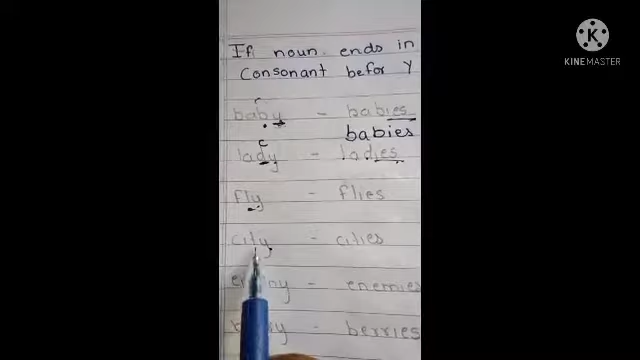 If noun ends in
Consonant befor Y
c
baby - babies
babies
c
lady - ladies
fly - flies
city - cities
- enemies
- berries
KINEMASTER